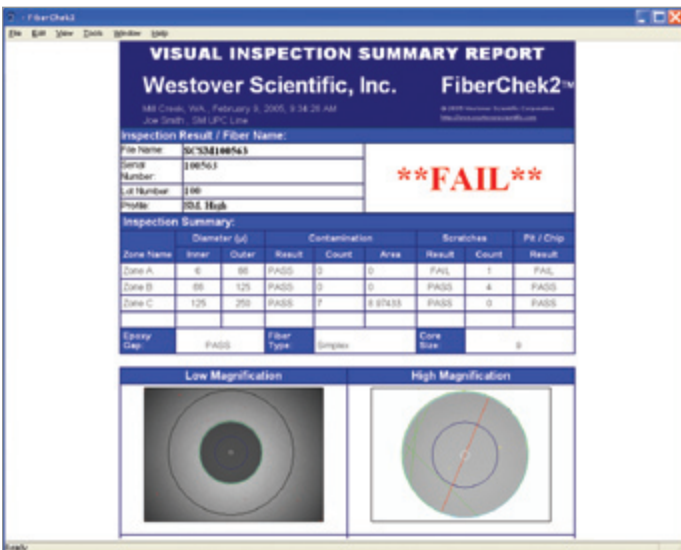 FiberChek2
File Edit View Tools Window Help
VISUAL INSPECTION SUMMARY REPORT
Westover Scientific, Inc. FiberChek2™
Mill Creek, WA., February 9, 2005, 9:34:26 AM
Joe Smith, SM UPC Line
Inspection Result / Fiber Name:
File Name: SCSM100563
Serial Number: 100563
Lot Number: 100
Profile: SM. High
**FAIL**
Inspection Summary:
Diameter (µ) Contamination Scratches Pit / Chip
Zone Name Inner Outer Result Count Area Result Count Result
Zone A PASS 0 0 FAIL 1 FAIL
Zone B 125 PASS 0 0 PASS 4 PASS
Zone C 125 250 PASS 7 PASS 0 PASS
Epoxy Gap: PASS Fiber Type: Simplex Core Size: 9
Low Magnification High Magnification
Ready